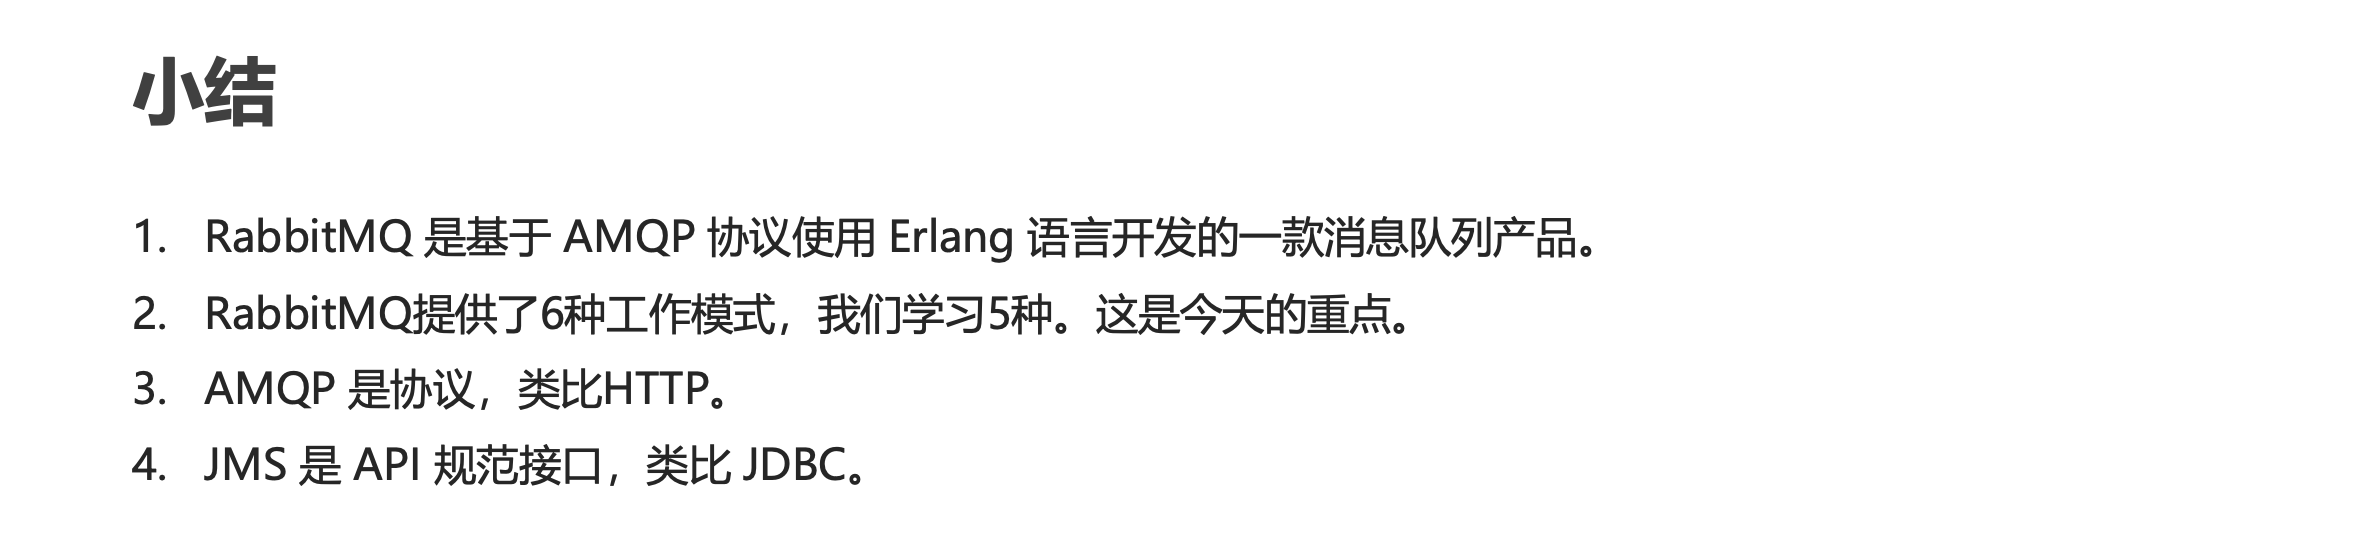 小结
1. RabbitMQ 是基于 AMQP 协议使用 Erlang 语言开发的一款消息队列产品。
2. RabbitMQ提供了6种工作模式，我们学习5种。这是今天的重点。
3. AMQP 是协议，类比HTTP。
4. JMS 是 API 规范接口，类比 JDBC。